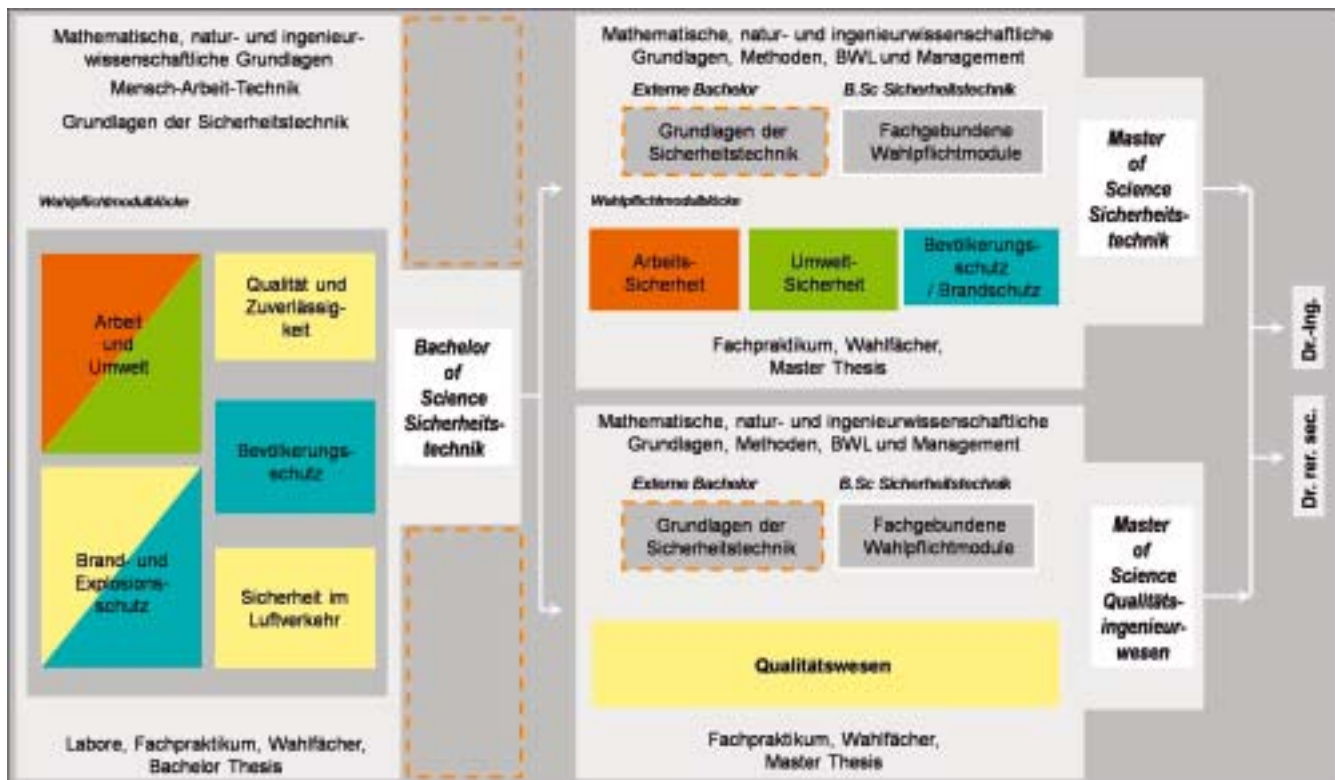 Mathematische, natur- und ingenieur-
wissenschaftliche Grundlagen
Mensch-Arbeit-Technik
Grundlagen der Sicherheitstechnik
Wahlpflichtmodulblöcke
Arbeit
und
Umwelt
Qualität und
Zuverlässig-
keit
Bevölkerungs-
schutz
Brand- und
Explosions-
schutz
Sicherheit im
Luftverkehr
Labore, Fachpraktikum, Wahlfächer,
Bachelor Thesis
Bachelor
of
Science
Sicherheits-
technik
Mathematische, natur- und ingenieurwissenschaftliche
Grundlagen, Methoden, BWL und Management
Externe Bachelor
B.Sc Sicherheitstechnik
Grundlagen der
Sicherheitstechnik
Fachgebundene
Wahlpflichtmodule
Wahlpflichtmodulblöcke
Arbeits-
Sicherheit
Umwelt-
Sicherheit
Bevölkerungs-
schutz
/ Brandschutz
Fachpraktikum, Wahlfächer,
Master Thesis
Master
of
Science
Sicherheits-
technik
Mathematische, natur- und ingenieurwissenschaftliche
Grundlagen, Methoden, BWL und Management
Externe Bachelor
B.Sc Sicherheitstechnik
Grundlagen der
Sicherheitstechnik
Fachgebundene
Wahlpflichtmodule
Qualitätswesen
Fachpraktikum, Wahlfächer,
Master Thesis
Master
of
Science
Qualitäts-
ingenieur-
wesen
Dr.-Ing.
Dr. rer. sec.